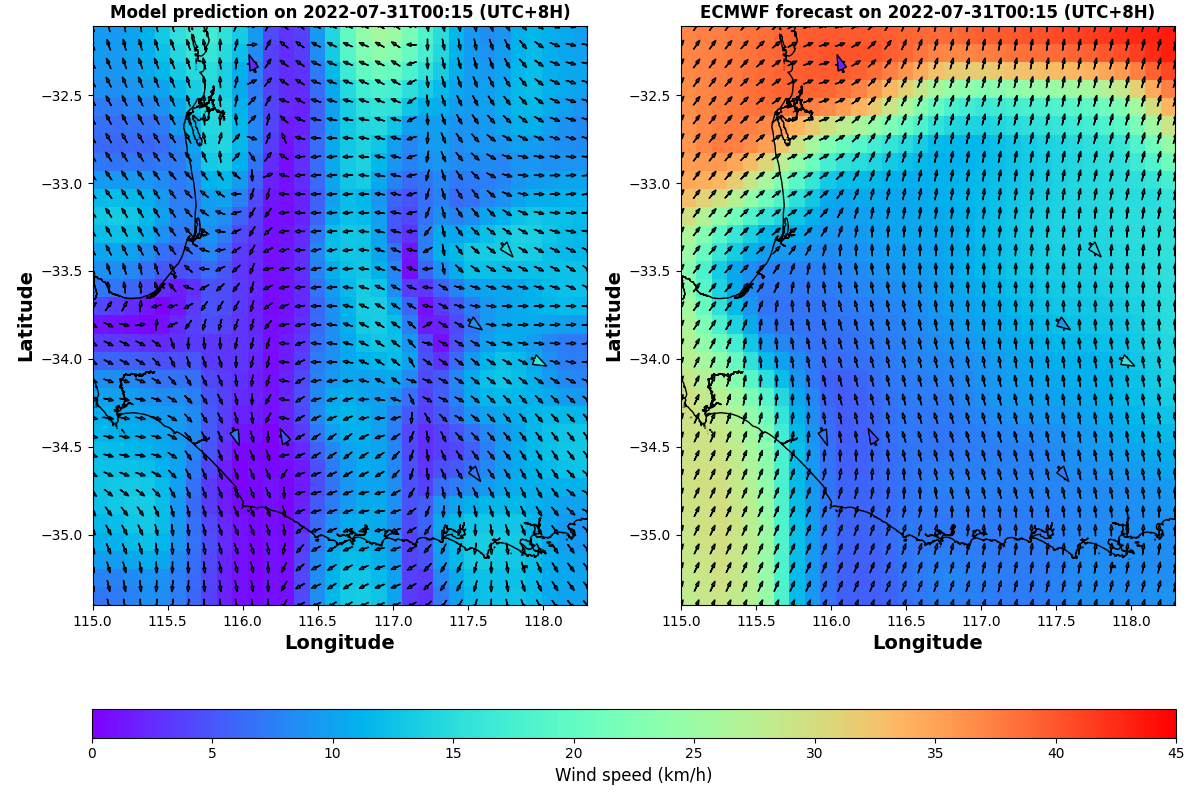 Model prediction on 2022-07-31T00:15 (UTC+8H)
ECMWF forecast on 2022-07-31T00:15 (UTC+8H)
Latitude
−32.5
−33.0
−33.5
−34.0
−34.5
−35.0
115.0 115.5 116.0 116.5 117.0 117.5 118.0
Longitude
Latitude
−32.5
−33.0
−33.5
−34.0
−34.5
−35.0
115.0 115.5 116.0 116.5 117.0 117.5 118.0
Longitude
0 5 10 15 20 25 30 35 40 45
Wind speed (km/h)